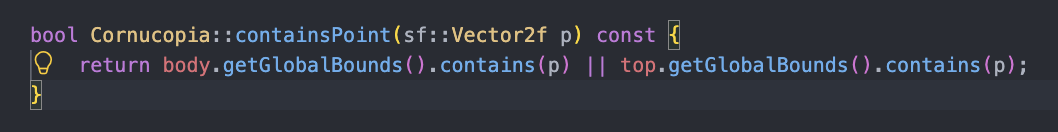 bool Cornucopia::containsPoint(sf::Vector2f p) const {
return body.getGlobalBounds().contains(p) || top.getGlobalBounds().contains(p);
}